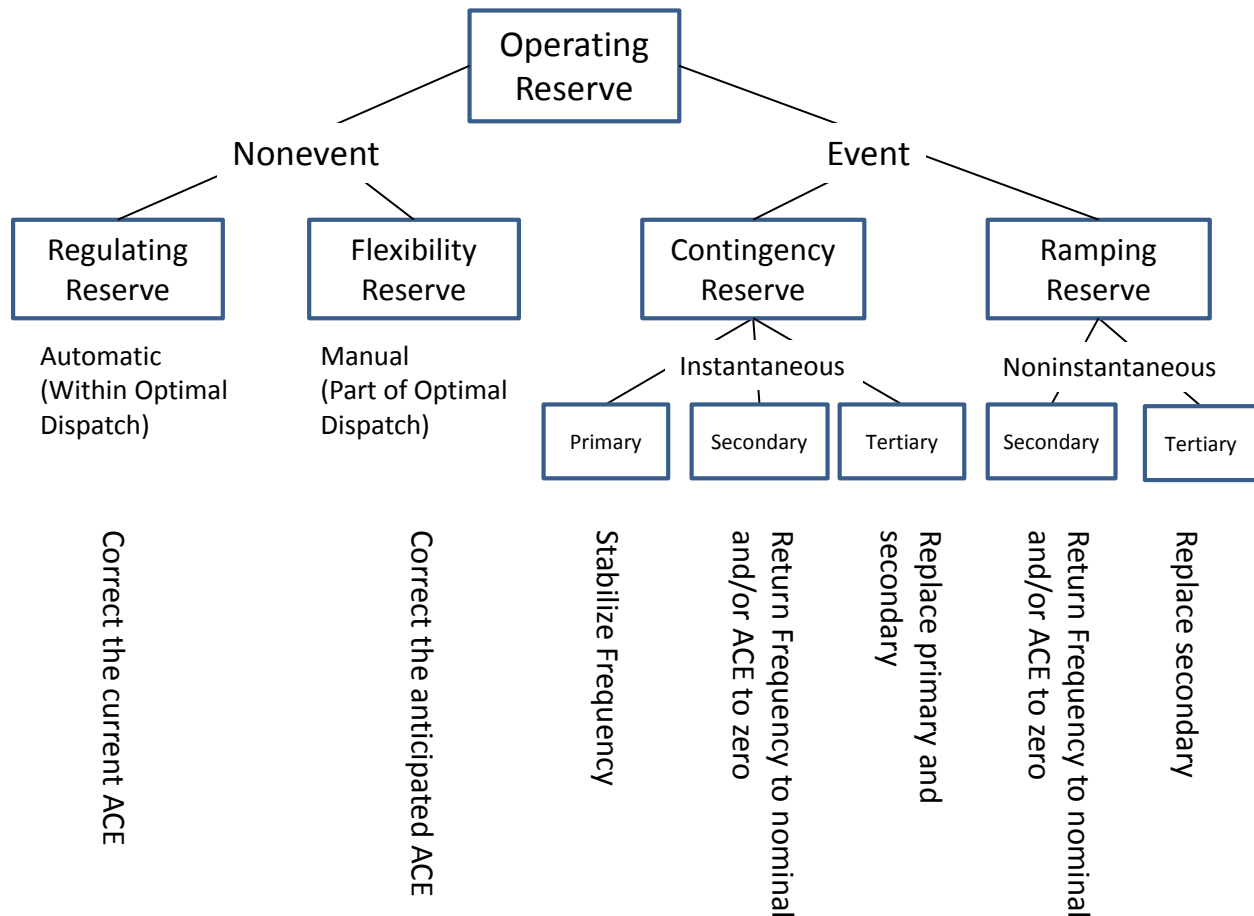 Operating
Reserve
Nonevent
Event
Regulating
Reserve
Flexibility
Reserve
Contingency
Reserve
Ramping
Reserve
Automatic
(Within Optimal
Dispatch)
Manual
(Part of Optimal
Dispatch)
Instantaneous
Noninstantaneous
Primary
Secondary
Tertiary
Secondary
Tertiary
Correct the current ACE
Correct the anticipated ACE
Stabilize Frequency
Return Frequency to nominal
and/or ACE to zero
Replace primary and
secondary
Return Frequency to nominal
and/or ACE to zero
Replace secondary